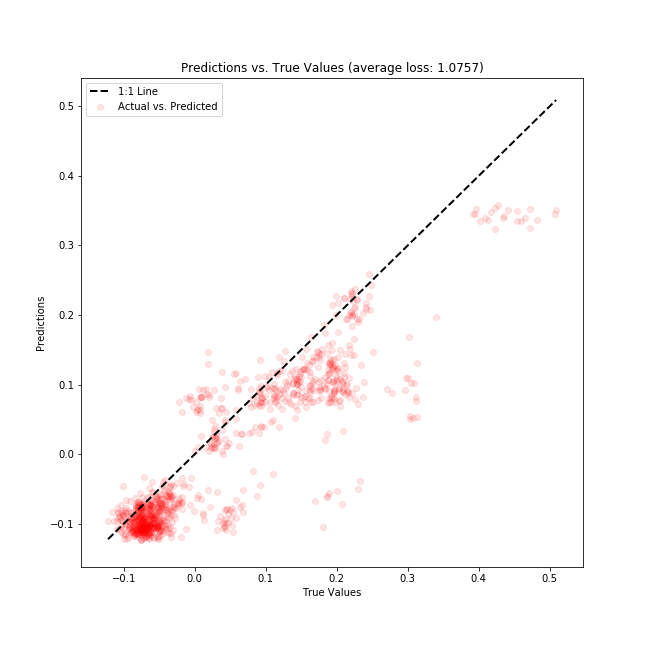 Predictions vs. True Values (average loss: 1.0757)
1:1 Line
Actual vs. Predicted
0.5
0.4
0.3
0.2
0.1
0.0
−0.1
Predictions
−0.1 0.0 0.1 0.2 0.3 0.4 0.5
True Values